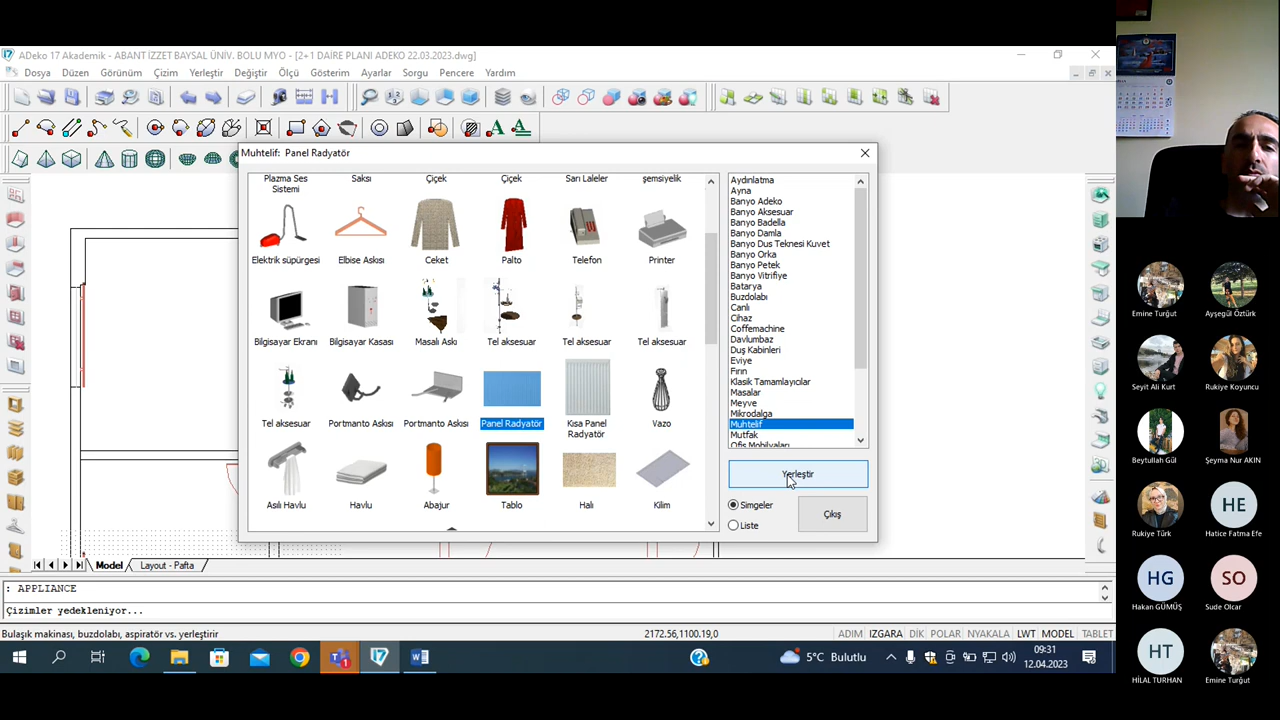 ADeko 17 Akademik - ABANT İZZET BAYSAL ÜNİV. BOLU MYO - [2+1 DAİRE PLANI ADEKO 22.03.2023.dwg]
Dosya Düzen Görünüm Çizim Yerleştir Değiştir Ölçü Gösterim Ayarlar Sorgu Pencere Yardım
Muhtelif: Panel Radyatör
Plazma Ses Sistemi
Saksı
Çiçek
Çiçek
Sarı Laleler
şemsiyelik
Elektrik süpürgesi
Elbise Askısı
Ceket
Palto
Telefon
Printer
Bilgisayar Ekranı
Bilgisayar Kasası
Masalı Askı
Tel aksesuar
Tel aksesuar
Tel aksesuar
Tel aksesuar
Portmanto Askısı
Portmanto Askısı
Panel Radyatör
Kısa Panel Radyatör
Vazo
Asılı Havlu
Havlu
Abajur
Tablo
Halı
Kilim
Aydınlatma
Ayna
Banyo Adeko
Banyo Aksesuar
Banyo Badella
Banyo Damla
Banyo Dus Teknesi Kuvet
Banyo Orka
Banyo Petek
Banyo Vitrifiye
Batarya
Buzdolabı
Canlı
Cihaz
Coffemachine
Davlumbaz
Duş Kabinleri
Eviye
Fırın
Klasik Tamamlayıcılar
Masalar
Meyve
Mikrodalga
Muhtelif
Mutfak
Ofis Mobilyaları
Yerleştir
Simgeler
Liste
Çıkış
Model
Layout - Pafta
: APPLIANCE
Çizimler yedekleniyor...
Bulaşık makinası, buzdolabı, aspiratör vs. yerleştirir
2172.56,1100.19,0
ADIM IZGARA DİK POLAR NYAKALA LWT MODEL TABLET
5°C Bulutlu
09:31
12.04.2023
Emine Turğut
Ayşegül Öztürk
Seyit Ali Kurt
Rukiye Koyuncu
Beytullah Gül
Şeyma Nur AKIN
Rukiye Türk
HE
Hatice Fatma Efe
HG
Hakan GÜMÜŞ
SO
Sude Olcar
HT
HİLAL TURHAN
Emine Turğut